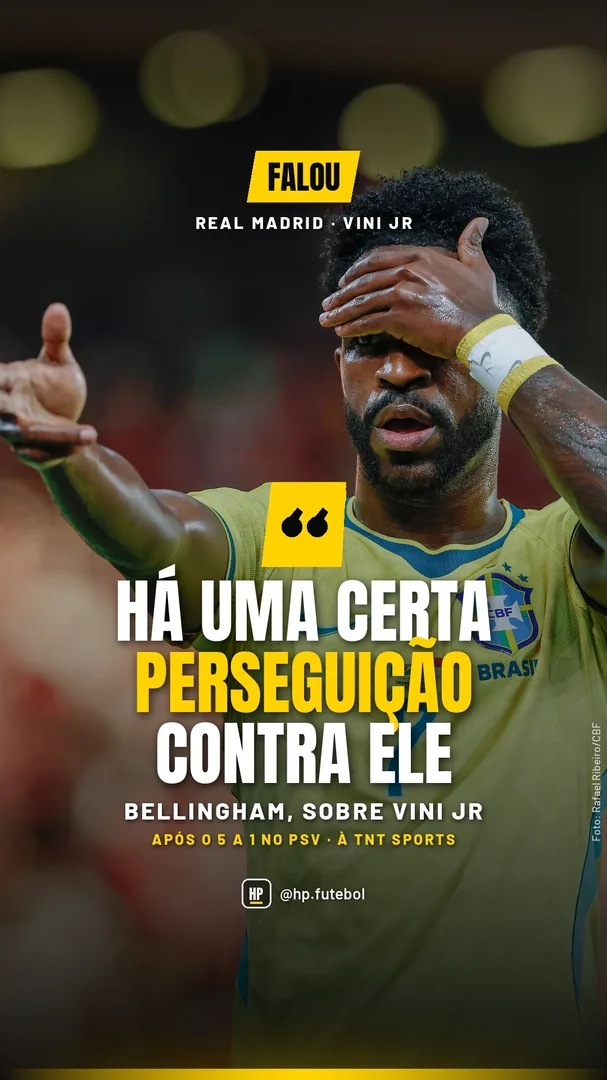 FALOU
REAL MADRID · VINI JR
“
HÁ UMA CERTA
PERSEGUIÇÃO
CONTRA ELE
CBF
BRASIL
BELLINGHAM, SOBRE VINI JR
APÓS O 5 A 1 NO PSV · À TNT SPORTS
HP @hp.futebol
Foto: Rafael Ribeiro/CBF